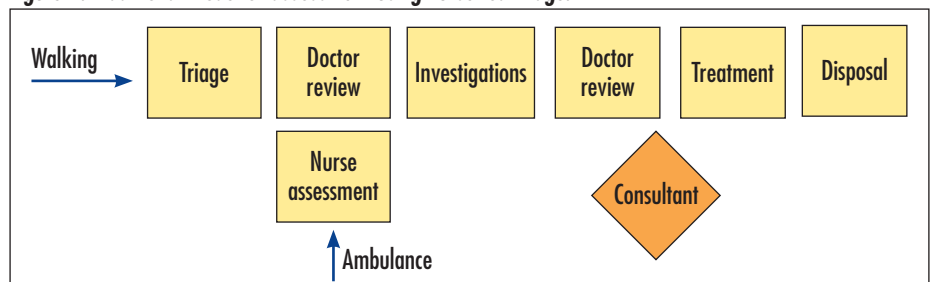 Walking
Triage
Doctor
review
Investigations
Doctor
review
Treatment
Disposal
Nurse
assessment
Consultant
Ambulance